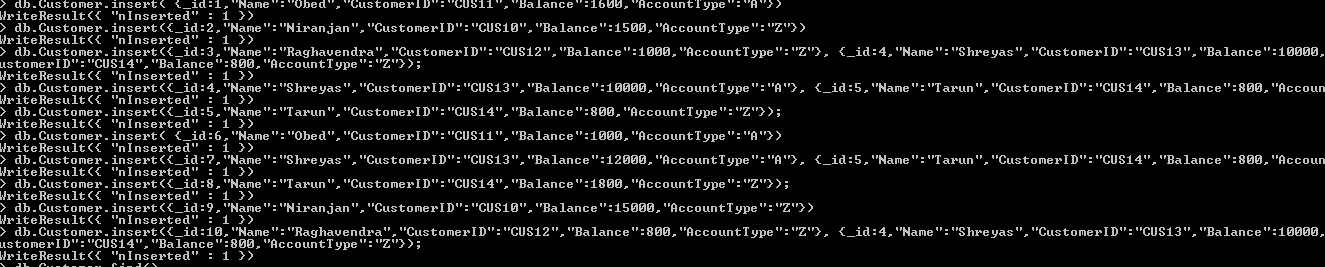 > db.Customer.insert( {_id:1,"Name":"Obed","CustomerID":"CUS11","Balance":1600,"AccountType":"A"})
WriteResult({ "nInserted" : 1 })
> db.Customer.insert({_id:2,"Name":"Niranjan","CustomerID":"CUS10","Balance":1500,"AccountType":"Z"})
WriteResult({ "nInserted" : 1 })
> db.Customer.insert({_id:3,"Name":"Raghavendra","CustomerID":"CUS12","Balance":1000,"AccountType":"Z"}, {_id:4,"Name":"Shreyas","CustomerID":"CUS13","Balance":10000,
ustomerID":"CUS14","Balance":800,"AccountType":"Z"});
WriteResult({ "nInserted" : 1 })
> db.Customer.insert({_id:4,"Name":"Shreyas","CustomerID":"CUS13","Balance":10000,"AccountType":"A"}, {_id:5,"Name":"Tarun","CustomerID":"CUS14","Balance":800,"Accoun
WriteResult({ "nInserted" : 1 })
> db.Customer.insert({_id:5,"Name":"Tarun","CustomerID":"CUS14","Balance":800,"AccountType":"Z"});
WriteResult({ "nInserted" : 1 })
> db.Customer.insert( {_id:6,"Name":"Obed","CustomerID":"CUS11","Balance":1000,"AccountType":"A"})
WriteResult({ "nInserted" : 1 })
> db.Customer.insert({_id:7,"Name":"Shreyas","CustomerID":"CUS13","Balance":12000,"AccountType":"A"}, {_id:5,"Name":"Tarun","CustomerID":"CUS14","Balance":800,"Accoun
WriteResult({ "nInserted" : 1 })
> db.Customer.insert({_id:8,"Name":"Tarun","CustomerID":"CUS14","Balance":1800,"AccountType":"Z"});
WriteResult({ "nInserted" : 1 })
> db.Customer.insert({_id:9,"Name":"Niranjan","CustomerID":"CUS10","Balance":15000,"AccountType":"Z"})
WriteResult({ "nInserted" : 1 })
> db.Customer.insert({_id:10,"Name":"Raghavendra","CustomerID":"CUS12","Balance":800,"AccountType":"Z"}, {_id:4,"Name":"Shreyas","CustomerID":"CUS13","Balance":10000,
ustomerID":"CUS14","Balance":800,"AccountType":"Z"});
WriteResult({ "nInserted" : 1 })
> db.Customer.find()